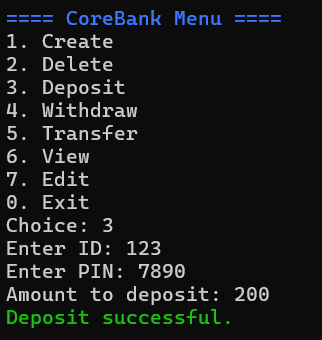 ==== CoreBank Menu ====
1. Create
2. Delete
3. Deposit
4. Withdraw
5. Transfer
6. View
7. Edit
0. Exit
Choice: 3
Enter ID: 123
Enter PIN: 7890
Amount to deposit: 200
Deposit successful.